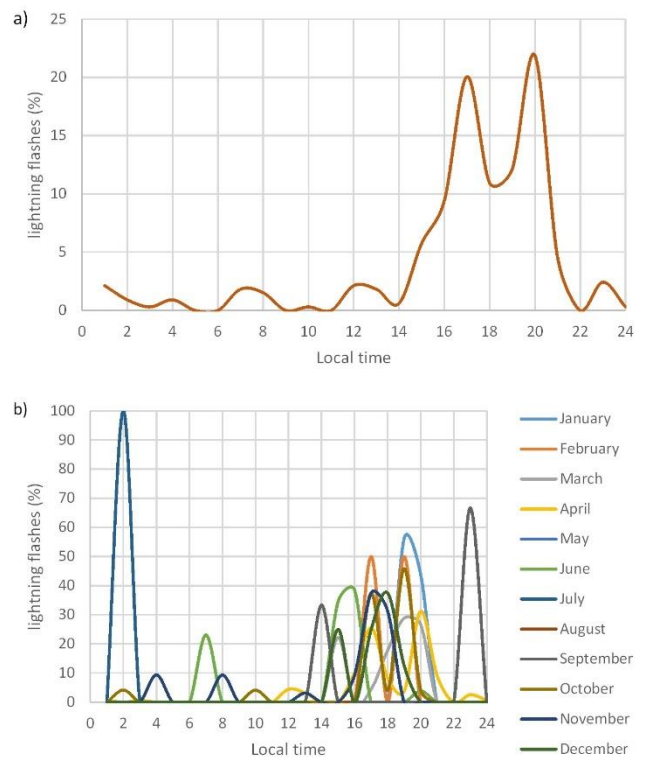 a)
25
20
15
10
5
0
lightning flashes (%)
0 2 4 6 8 10 12 14 16 18 20 22 24
Local time
b)
100
90
80
70
60
50
40
30
20
10
0
lightning flashes (%)
0 2 4 6 8 10 12 14 16 18 20 22 24
Local time
January
February
March
April
May
June
July
August
September
October
November
December